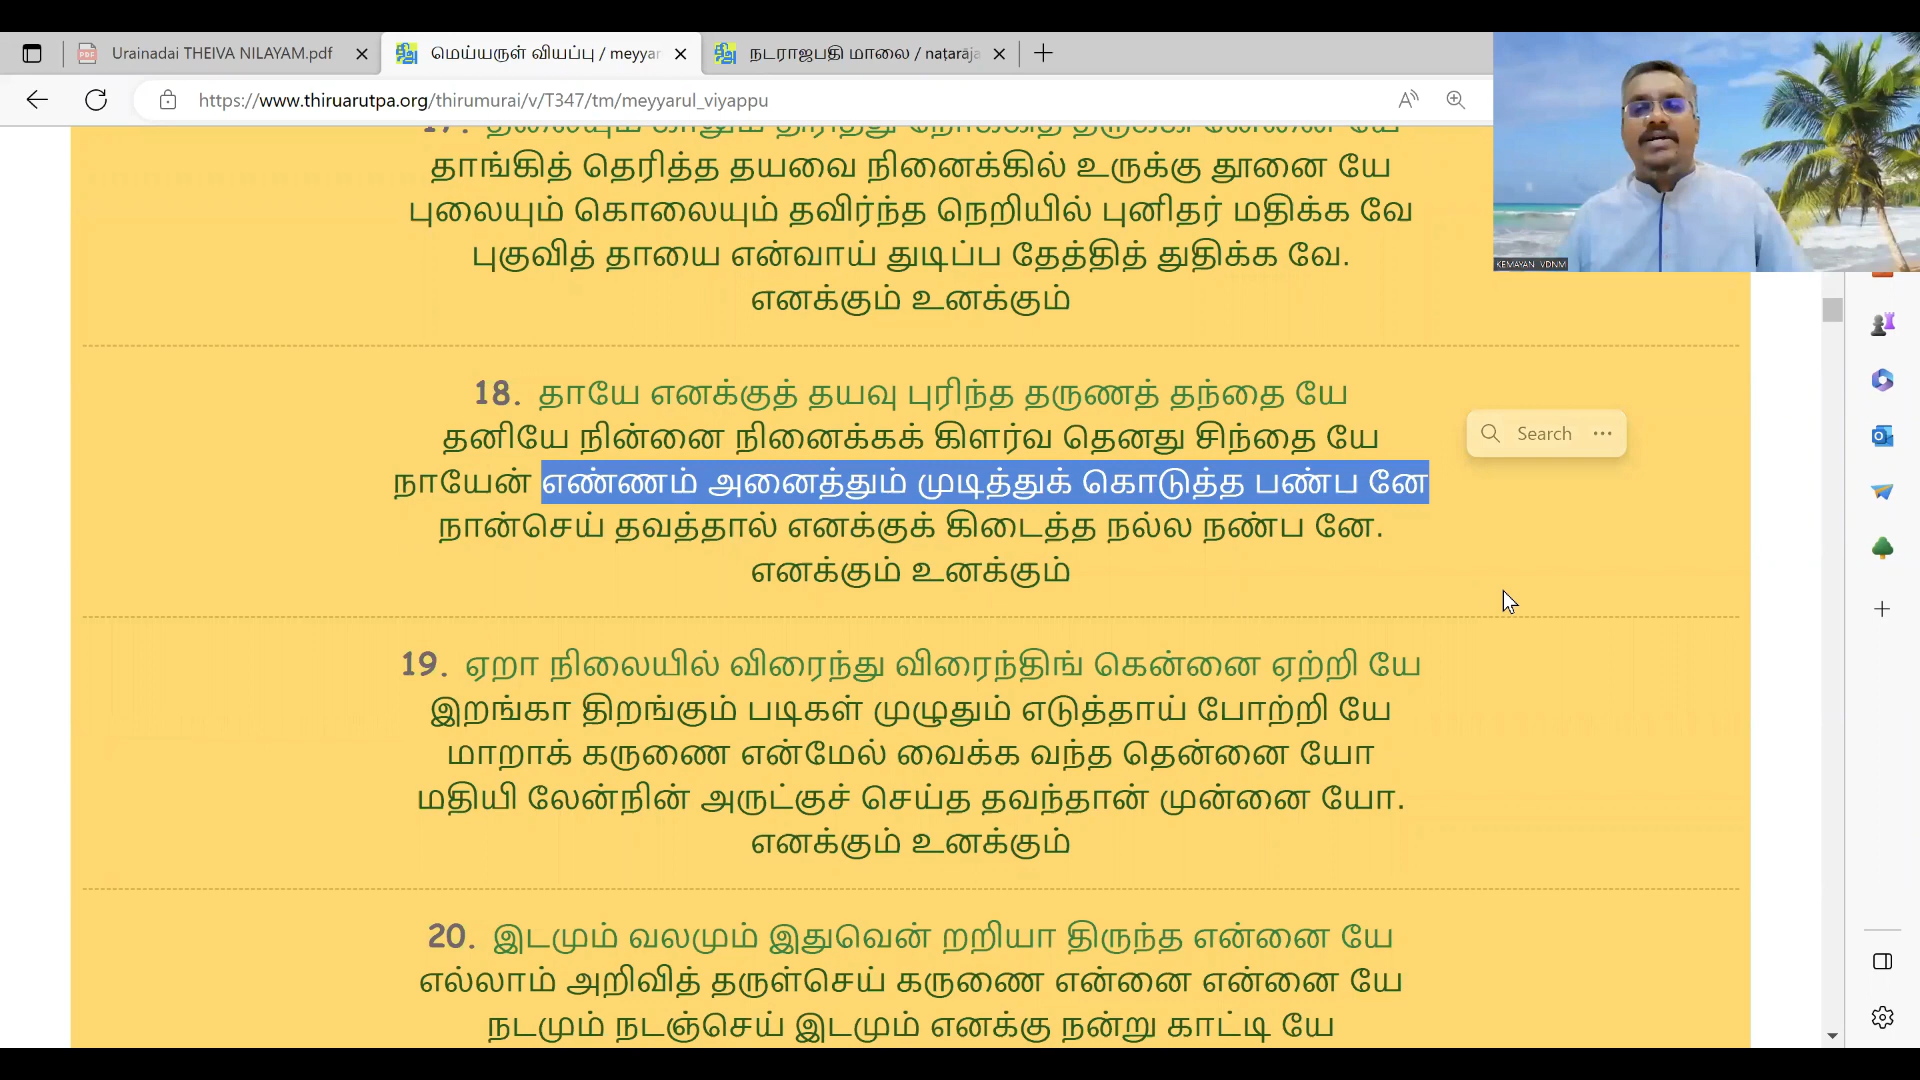 Urainadai THEIVA NILAYAM.pdf
மெய்யருள் வியப்பு / meyyar
நடராஜபதி மாலை / naṭarāja
https://www.thiruarutpa.org/thirumurai/v/T347/tm/meyyarul_viyappu
KEMAYAN VDNM
17.
தாங்கித் தெரித்த தயவை நினைக்கில் உருக்கு தூனை யே
புலையும் கொலையும் தவிர்ந்த நெறியில் புனிதர் மதிக்க வே
புகுவித் தாயை என்வாய் துடிப்ப தேத்தித் துதிக்க வே.
எனக்கும் உனக்கும்
18. தாயே எனக்குத் தயவு புரிந்த தருணத் தந்தை யே
தனியே நின்னை நினைக்கக் கிளர்வ தெனது சிந்தை யே
நாயேன் எண்ணம் அனைத்தும் முடித்துக் கொடுத்த பண்ப னே
நான்செய் தவத்தால் எனக்குக் கிடைத்த நல்ல நண்ப னே.
எனக்கும் உனக்கும்
Search
19. ஏறா நிலையில் விரைந்து விரைந்திங் கென்னை ஏற்றி யே
இறங்கா திறங்கும் படிகள் முழுதும் எடுத்தாய் போற்றி யே
மாறாக் கருணை என்மேல் வைக்க வந்த தென்னை யோ
மதியி லேன்நின் அருட்குச் செய்த தவந்தான் முன்னை யோ.
எனக்கும் உனக்கும்
20. இடமும் வலமும் இதுவென் றறியா திருந்த என்னை யே
எல்லாம் அறிவித் தருள்செய் கருணை என்னை என்னை யே
நடமும் நடஞ்செய் இடமும் எனக்கு நன்று காட்டி யே